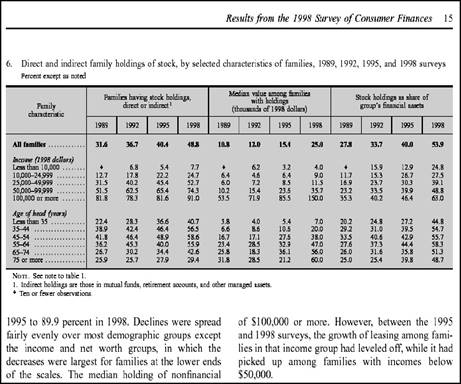 Results from the 1998 Survey of Consumer Finances 15
6. Direct and indirect family holdings of stock, by selected characteristics of families, 1989, 1992, 1995, and 1998 surveys
Percent except as noted
Family characteristic
Families having stock holdings, direct or indirect¹
Median value among families with holdings (thousands of 1998 dollars)
Stock holdings as share of group's financial assets
1989 1992 1995 1998 1989 1992 1995 1998 1989 1992 1995 1998
All families ............ 31.6 36.7 40.4 48.8 10.8 12.0 15.4 25.0 27.8 33.7 40.0 53.9
Income (1998 dollars)
Less than 10,000 ........ * 6.8 5.4 7.7 * 6.2 3.2 4.0 * 15.9 12.9 24.8
10,000–24,999 ........... 12.7 17.8 22.2 24.7 6.4 4.6 6.4 9.0 11.7 15.3 26.7 27.5
25,000–49,999 ........... 31.5 40.2 45.4 52.7 6.0 7.2 8.5 11.5 16.9 23.7 30.3 39.1
50,000–99,999 ........... 51.5 62.5 65.4 74.3 10.2 15.4 23.6 35.7 23.2 33.5 39.9 48.8
100,000 or more ......... 81.8 78.3 81.6 91.0 53.5 71.9 85.5 150.0 35.3 40.2 46.4 63.0
Age of head (years)
Less than 35 ............ 22.4 28.3 36.6 40.7 3.8 4.0 5.4 7.0 20.2 24.8 27.2 44.8
35–44 ................... 38.9 42.4 46.4 56.5 6.6 8.6 10.6 20.0 29.2 31.0 39.5 54.7
45–54 ................... 41.8 46.4 48.9 58.6 16.7 17.1 27.6 38.0 33.5 40.6 42.9 55.7
55–64 ................... 36.2 45.3 40.0 55.9 23.4 28.5 32.9 47.0 27.6 37.3 44.4 58.3
65–74 ................... 26.7 30.2 34.4 42.6 25.8 18.3 36.1 56.0 26.0 31.6 35.8 51.3
75 or more .............. 25.9 25.7 27.9 29.4 31.8 28.5 21.2 60.0 25.0 25.4 39.8 48.7
NOTE. See note to table 1.
1. Indirect holdings are those in mutual funds, retirement accounts, and other managed assets.
* Ten or fewer observations.
1995 to 89.9 percent in 1998. Declines were spread
fairly evenly over most demographic groups except
the income and net worth groups, in which the
decreases were largest for families at the lower ends
of the scales. The median holding of nonfinancial
of $100,000 or more. However, between the 1995
and 1998 surveys, the growth of leasing among fami-
lies in that income group had leveled off, while it had
picked up among families with incomes below
$50,000.